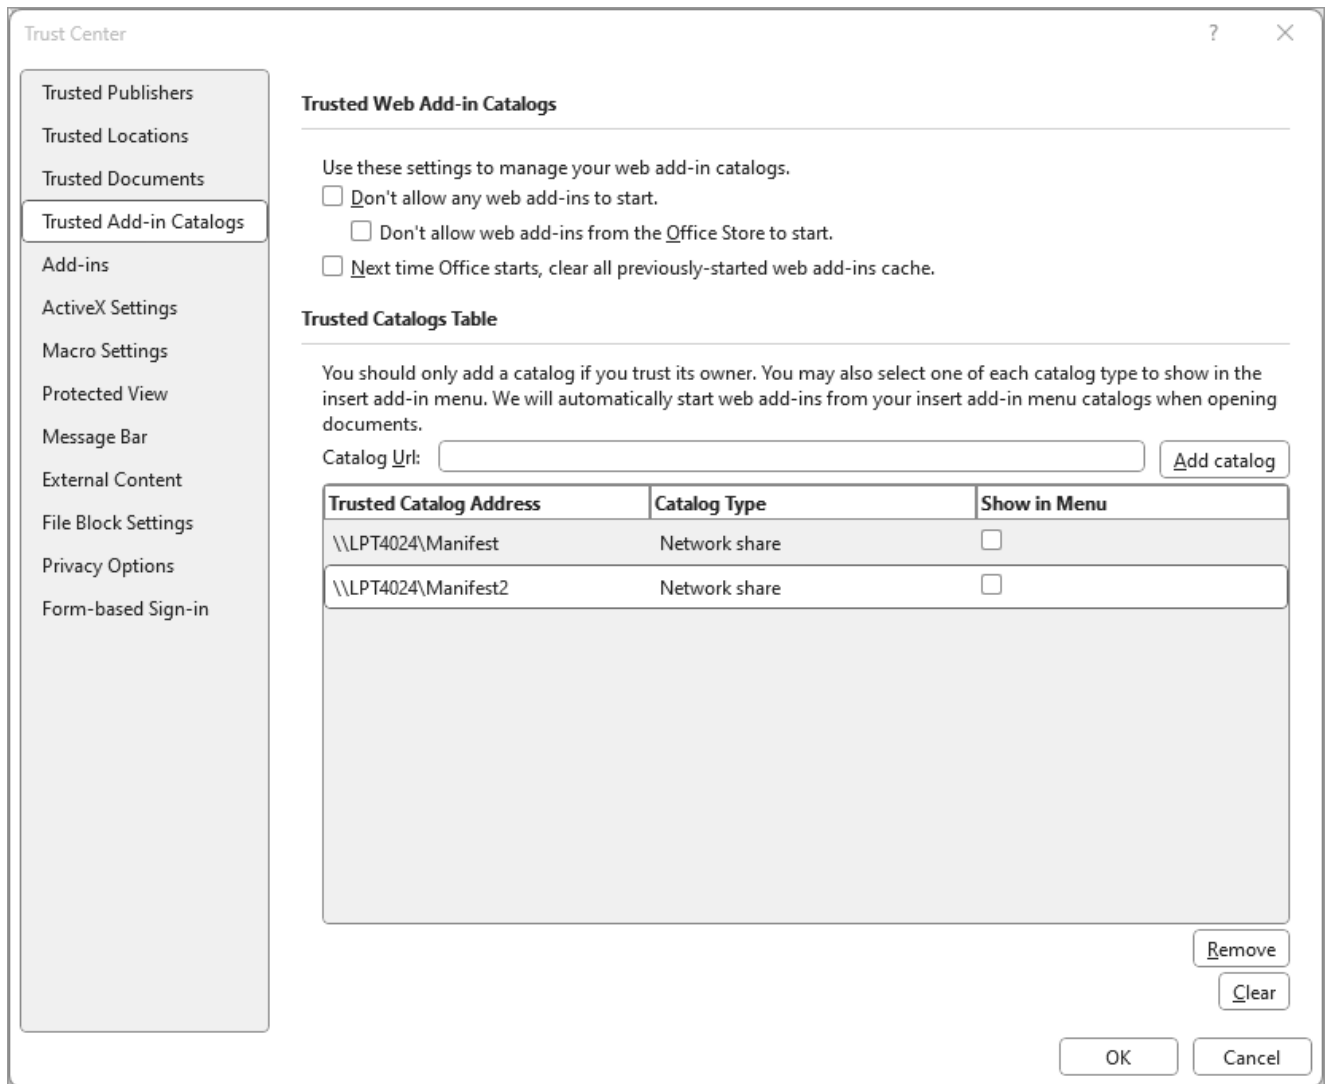 Trust Center ?
Trusted Publishers
Trusted Locations
Trusted Documents
Trusted Add-in Catalogs
Add-ins
ActiveX Settings
Macro Settings
Protected View
Message Bar
External Content
File Block Settings
Privacy Options
Form-based Sign-in
Trusted Web Add-in Catalogs
Use these settings to manage your web add-in catalogs.
Don't allow any web add-ins to start.
Don't allow web add-ins from the Office Store to start.
Next time Office starts, clear all previously-started web add-ins cache.
Trusted Catalogs Table
You should only add a catalog if you trust its owner. You may also select one of each catalog type to show in the
insert add-in menu. We will automatically start web add-ins from your insert add-in menu catalogs when opening
documents.
Catalog Url: Add catalog
Trusted Catalog Address Catalog Type Show in Menu
\\LPT4024\Manifest Network share
\\LPT4024\Manifest2 Network share
Remove
Clear
OK Cancel